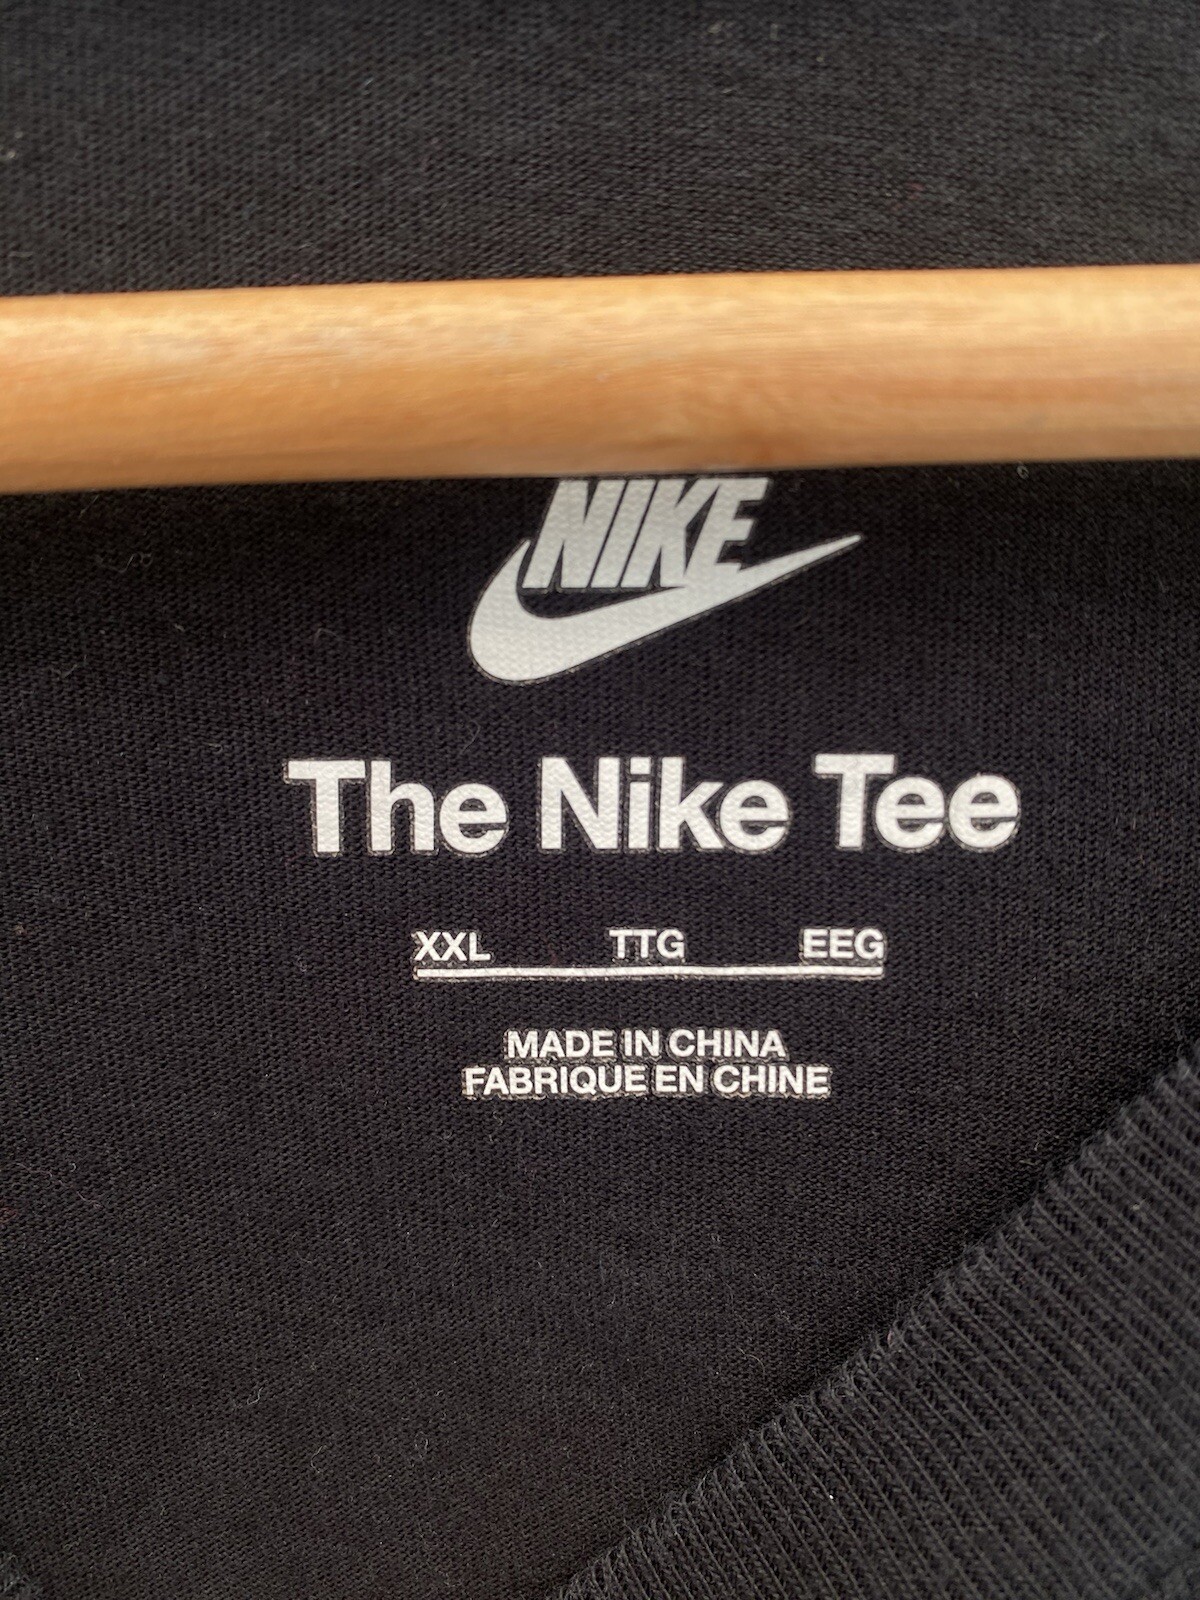 NIKE
The Nike Tee
XXL TTG EEG
MADE IN CHINA
FABRIQUE EN CHINE